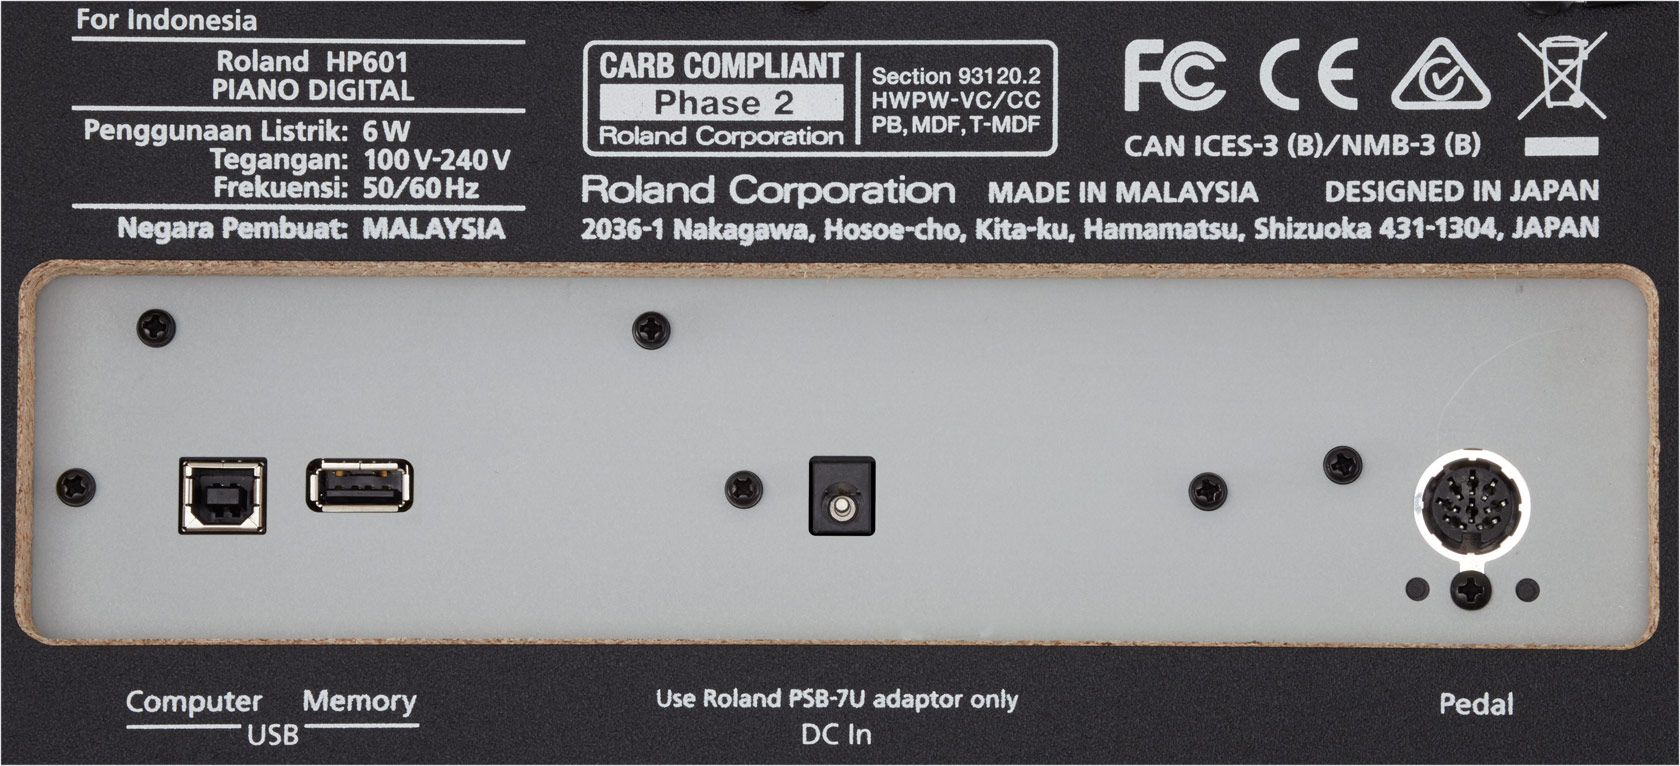 For Indonesia
Roland HP601
PIANO DIGITAL
Penggunaan Listrik: 6 W
Tegangan: 100 V-240 V
Frekuensi: 50/60 Hz
Negara Pembuat: MALAYSIA
CARB COMPLIANT
Phase 2
Roland Corporation
Section 93120.2
HWPW-VC/CC
PB, MDF, T-MDF
FC CE
CAN ICES-3 (B)/NMB-3 (B)
Roland Corporation MADE IN MALAYSIA DESIGNED IN JAPAN
2036-1 Nakagawa, Hosoe-cho, Kita-ku, Hamamatsu, Shizuoka 431-1304, JAPAN
Computer Memory
USB
Use Roland PSB-7U adaptor only
DC In
Pedal